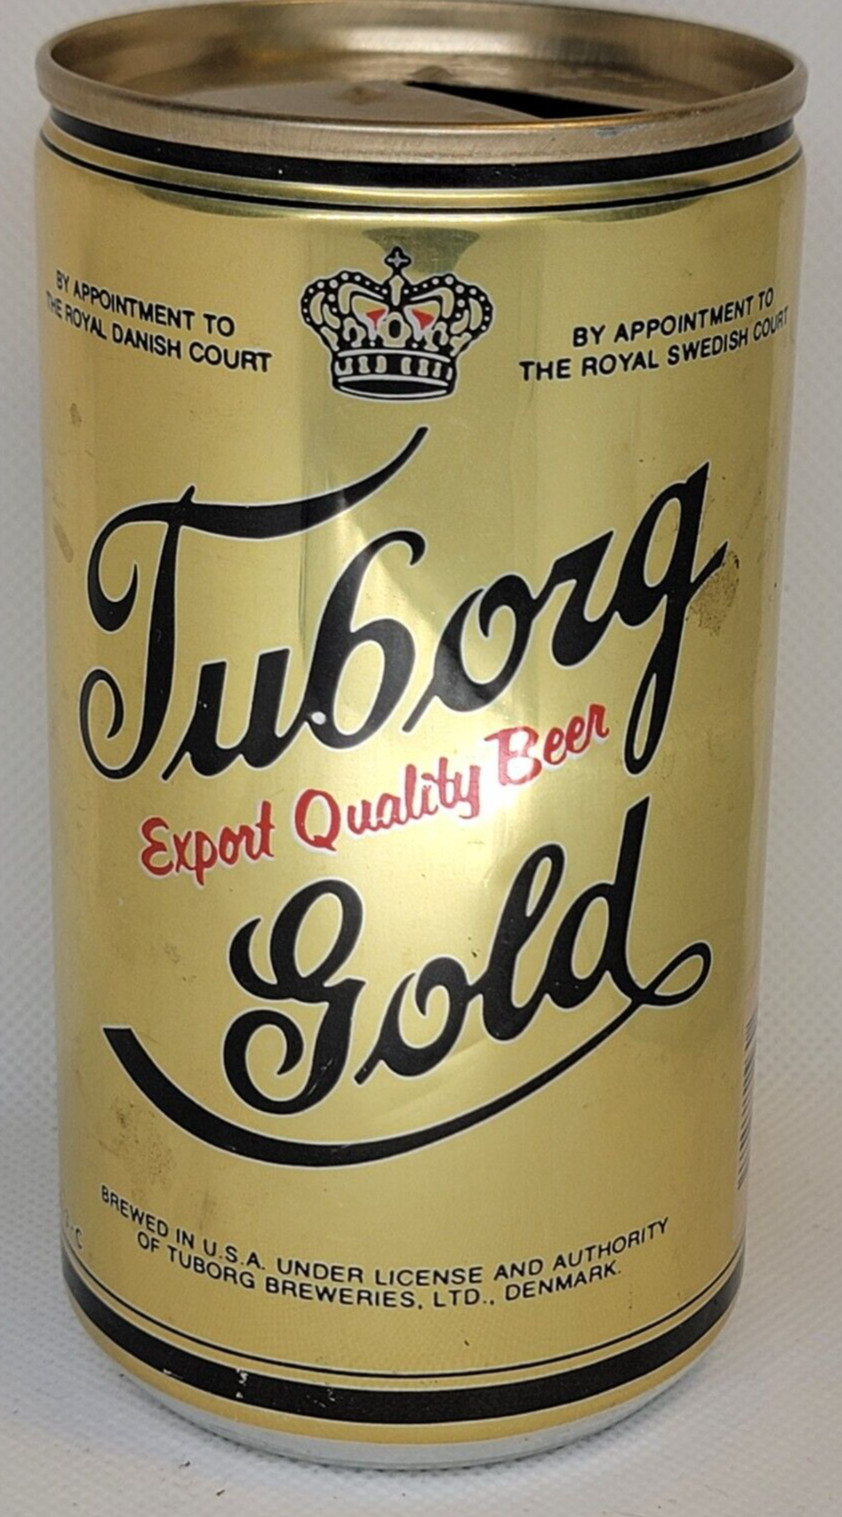 BY APPOINTMENT TO
THE ROYAL DANISH COURT
BY APPOINTMENT TO
THE ROYAL SWEDISH COURT
Tuborg
Export Quality Beer
Gold
BREWED IN U.S.A. UNDER LICENSE AND AUTHORITY
OF TUBORG BREWERIES, LTD., DENMARK.